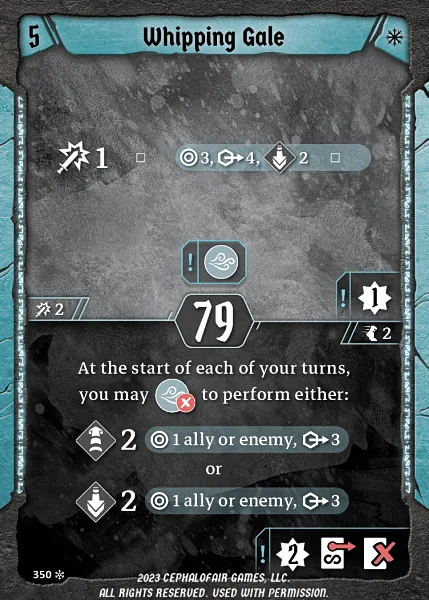 5 Whipping Gale
1 3, 4, 2
! ! 1
2 79 2
At the start of each of your turns,
you may to perform either:
2 1 ally or enemy, 3
or
2 1 ally or enemy, 3
! 2
350
2023 CEPHALOFAIR GAMES, LLC.
ALL RIGHTS RESERVED. USED WITH PERMISSION.